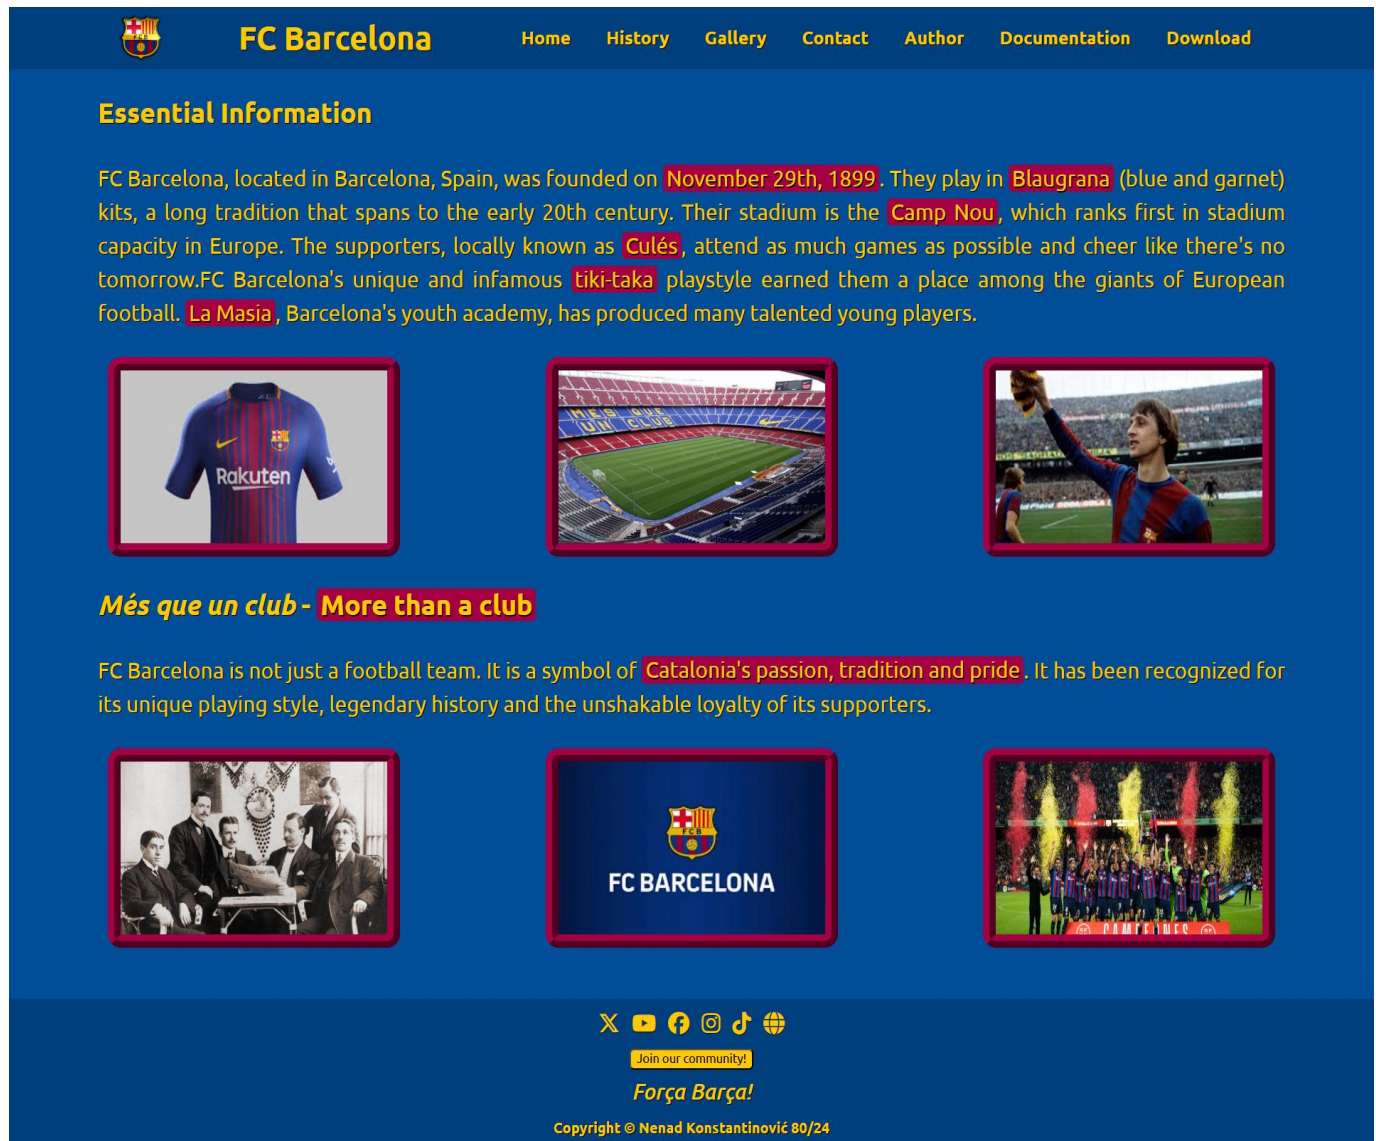 FC Barcelona
Home
History
Gallery
Contact
Author
Documentation
Download
Essential Information
FC Barcelona, located in Barcelona, Spain, was founded on November 29th, 1899. They play in Blaugrana (blue and garnet)
kits, a long tradition that spans to the early 20th century. Their stadium is the Camp Nou, which ranks first in stadium
capacity in Europe. The supporters, locally known as Culés, attend as much games as possible and cheer like there's no
tomorrow.FC Barcelona's unique and infamous tiki-taka playstyle earned them a place among the giants of European
football. La Masia, Barcelona's youth academy, has produced many talented young players.
Rakuten
MES QUE
UN CLUB
Més que un club - More than a club
FC Barcelona is not just a football team. It is a symbol of Catalonia's passion, tradition and pride. It has been recognized for
its unique playing style, legendary history and the unshakable loyalty of its supporters.
FCB
FC BARCELONA
CAMPEONES
Join our community!
Força Barça!
Copyright © Nenad Konstantinović 80/24